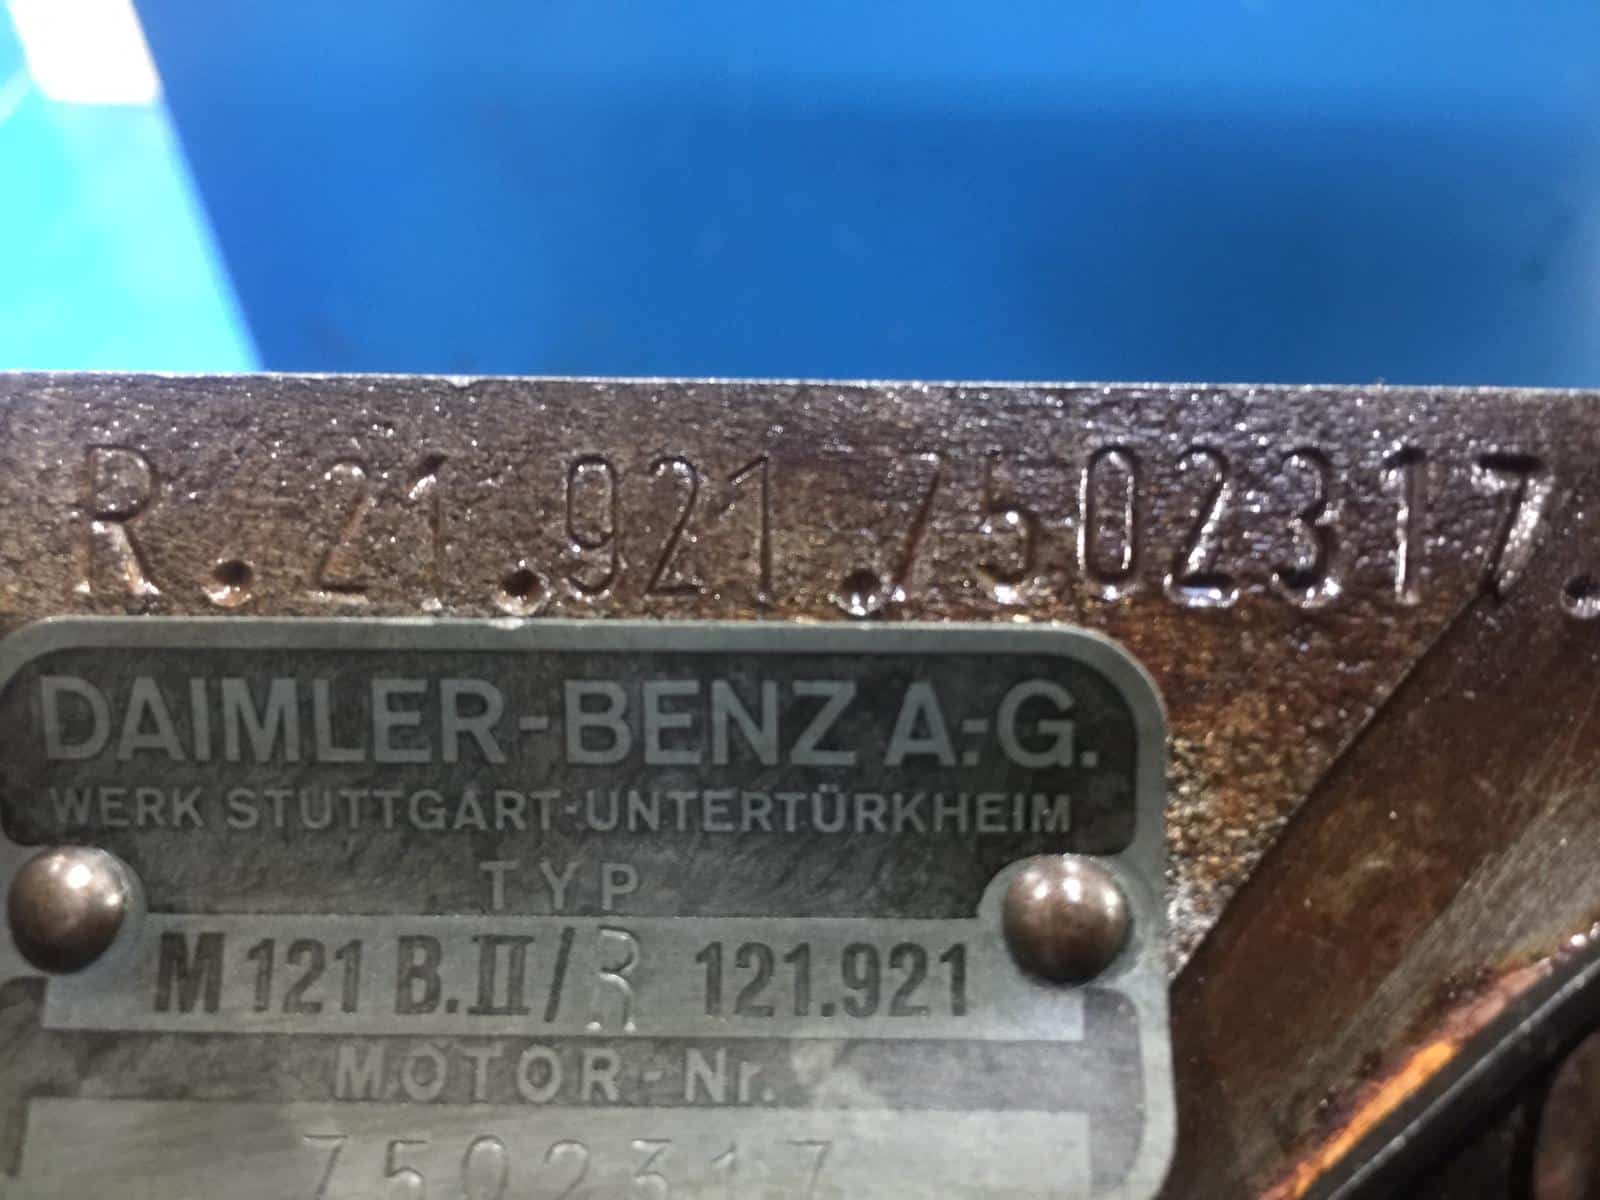 R.21.921.7502317.
DAIMLER-BENZ A.-G.
WERK STUTTGART-UNTERTÜRKHEIM
TYP
M 121 B.II/R 121.921
MOTOR-Nr.
7502317